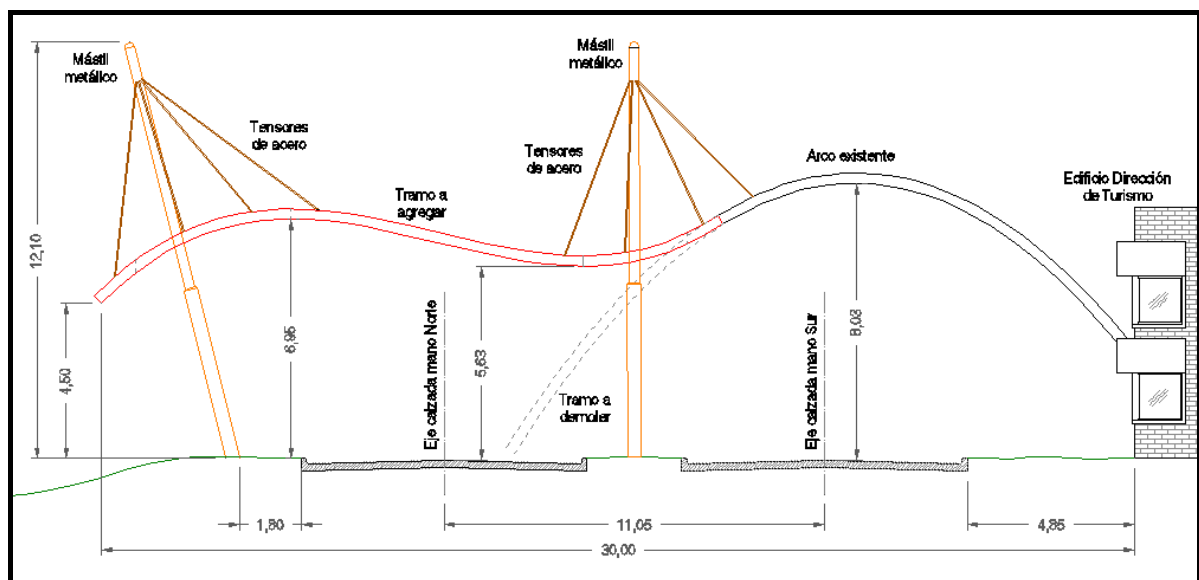 Mástil
metálico
Mástil
metálico
Tensores
de acero
Tensores
de acero
Arco existente
Edificio Dirección
de Turismo
Tramo a
agregar
12,10
4,50
6,95
5,63
8,03
Eje calzada mano Norte
Eje calzada mano Sur
Tramo a
demoler
1,80
11,05
4,85
30,00